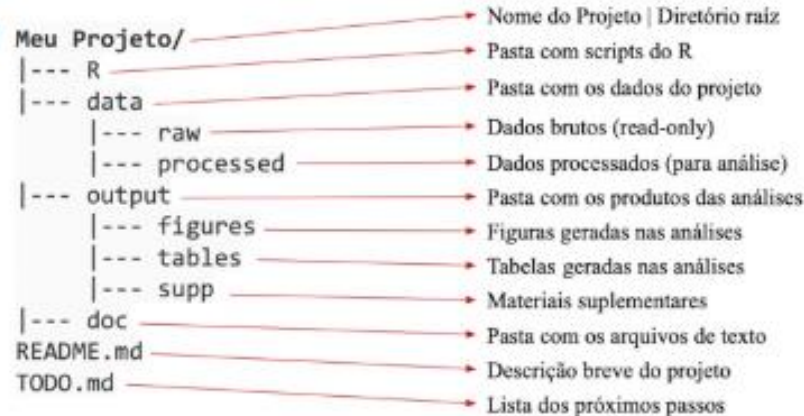 Meu Projeto/
Nome do Projeto | Diretório raíz
|--- R
Pasta com scripts do R
|--- data
Pasta com os dados do projeto
|--- raw
Dados brutos (read-only)
|--- processed
Dados processados (para análise)
|--- output
Pasta com os produtos das análises
|--- figures
Figuras geradas nas análises
|--- tables
Tabelas geradas nas análises
|--- supp
Materiais suplementares
|--- doc
Pasta com os arquivos de texto
README.md
Descrição breve do projeto
TODO.md
Lista dos próximos passos